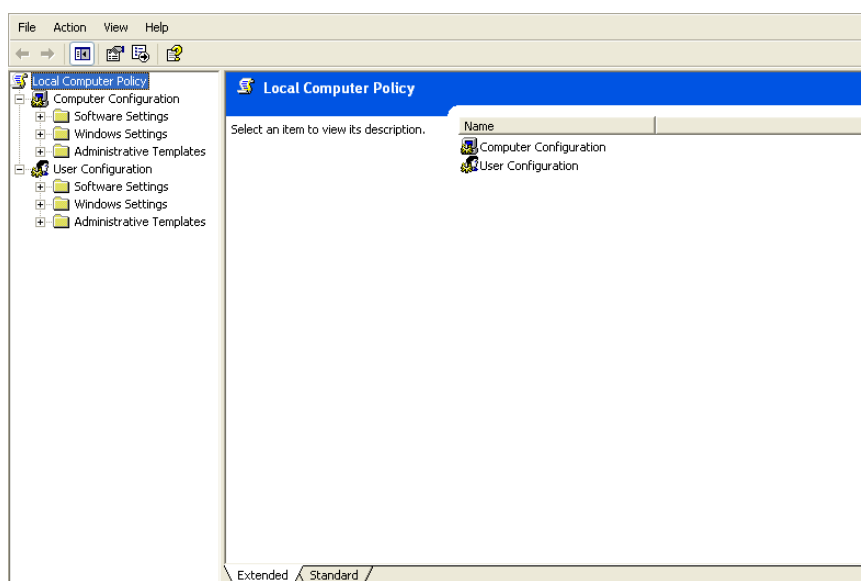 File Action View Help
Local Computer Policy
Computer Configuration
Software Settings
Windows Settings
Administrative Templates
User Configuration
Software Settings
Windows Settings
Administrative Templates
Local Computer Policy
Select an item to view its description.
Name
Computer Configuration
User Configuration
Extended Standard